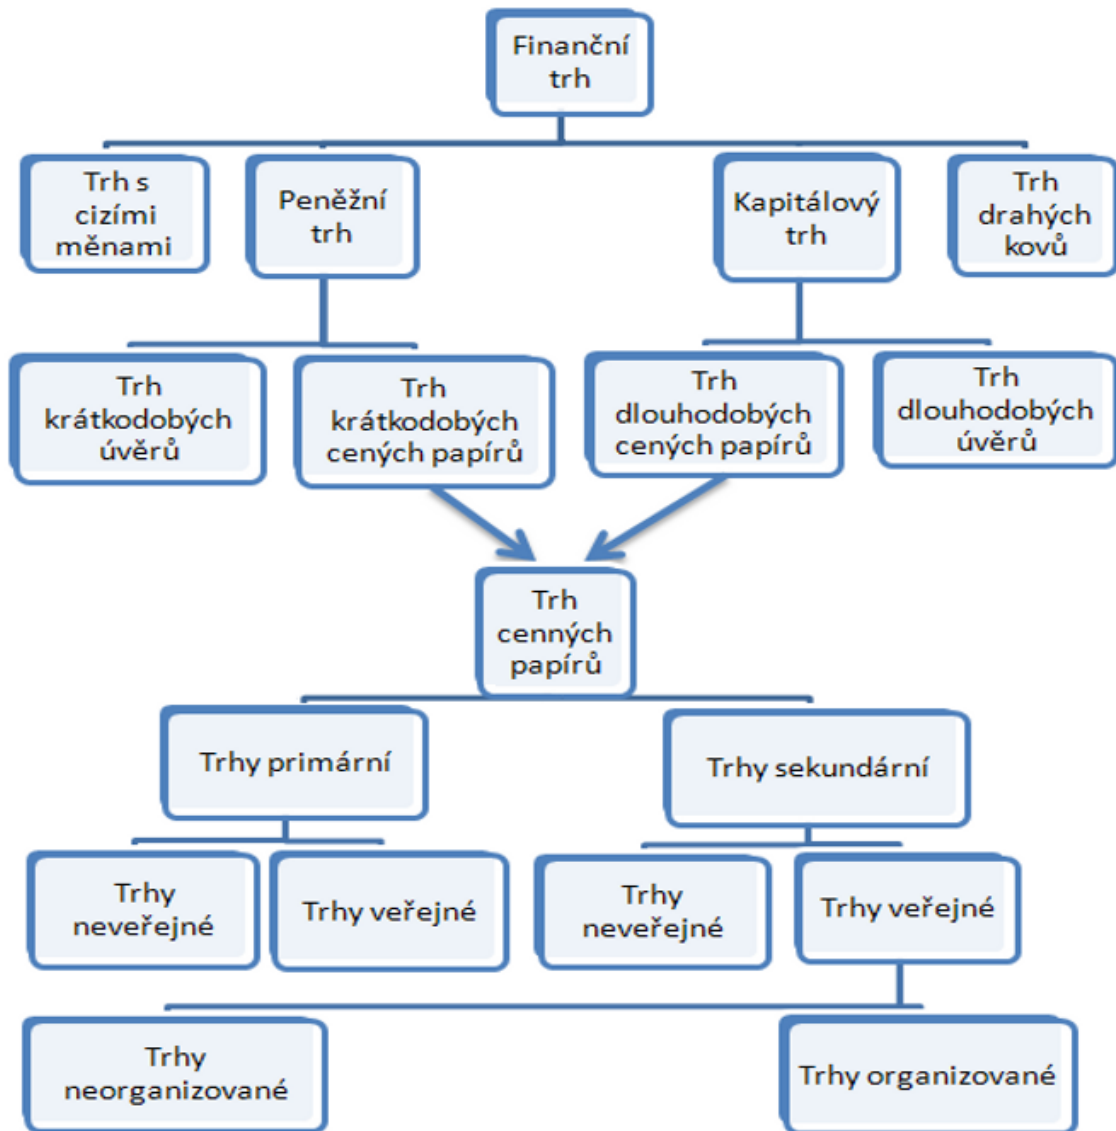 Finanční
trh
Trh s
cizími
měnami
Peněžní
trh
Kapitálový
trh
Trh
drahých
kovů
Trh
krátkodobých
úvěrů
Trh
krátkodobých
cených papírů
Trh
dlouhodobých
cených papírů
Trh
dlouhodobých
úvěrů
Trh
cenných
papírů
Trhy primární
Trhy sekundární
Trhy
neveřejné
Trhy veřejné
Trhy
neveřejné
Trhy veřejné
Trhy
neorganizované
Trhy organizované